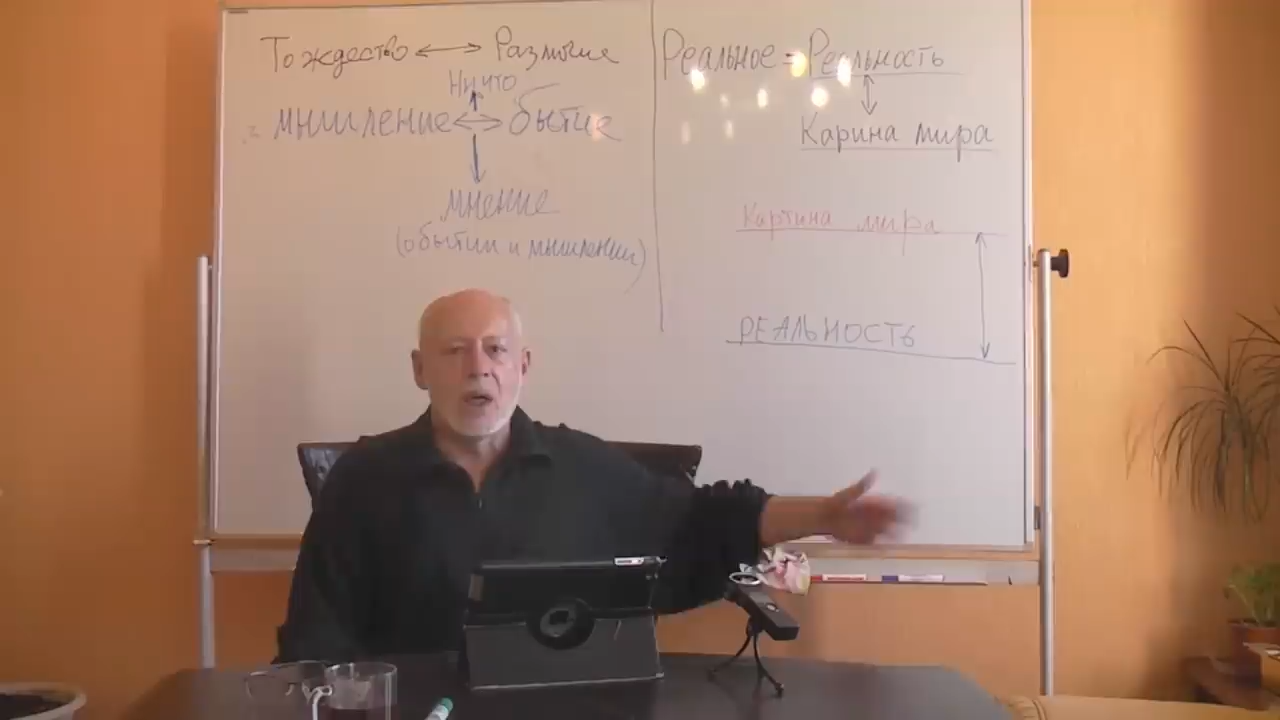 Тождество ⟷ Различие
Ничто
мышление ⟷ бытие
мнение
(о бытии и мышлении)
Реальное = Реальность
Карина мира
Картина мира
РЕАЛЬНОСТЬ